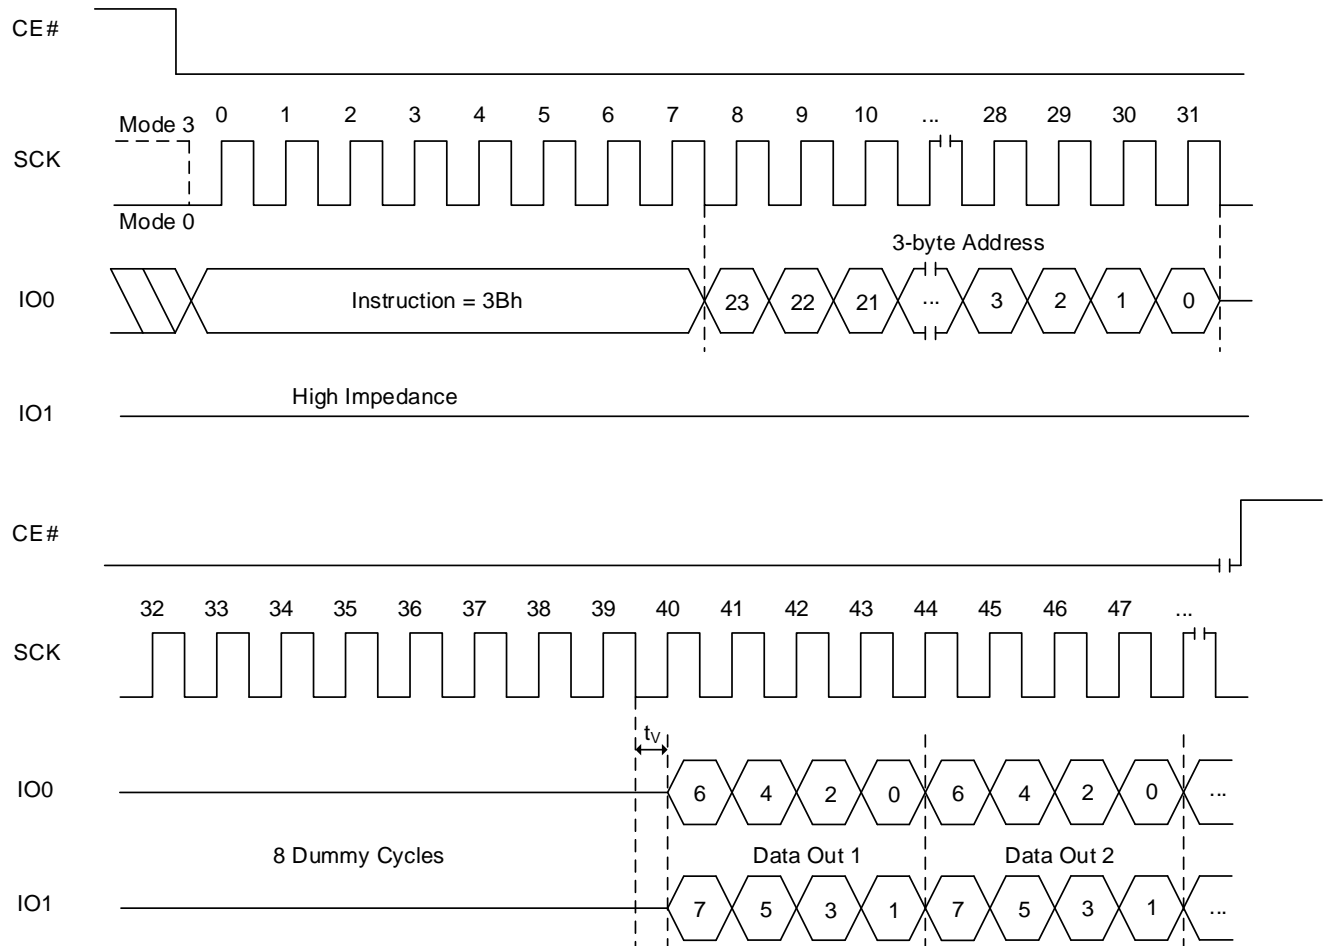 CE#
0 1 2 3 4 5 6 7 8 9 10 ... 28 29 30 31
Mode 3
SCK
Mode 0
3-byte Address
IO0 Instruction = 3Bh 23 22 21 ... 3 2 1 0
High Impedance
IO1
CE#
32 33 34 35 36 37 38 39 40 41 42 43 44 45 46 47 ...
SCK
tV
IO0 6 4 2 0 6 4 2 0 ...
8 Dummy Cycles Data Out 1 Data Out 2
IO1 7 5 3 1 7 5 3 1 ...